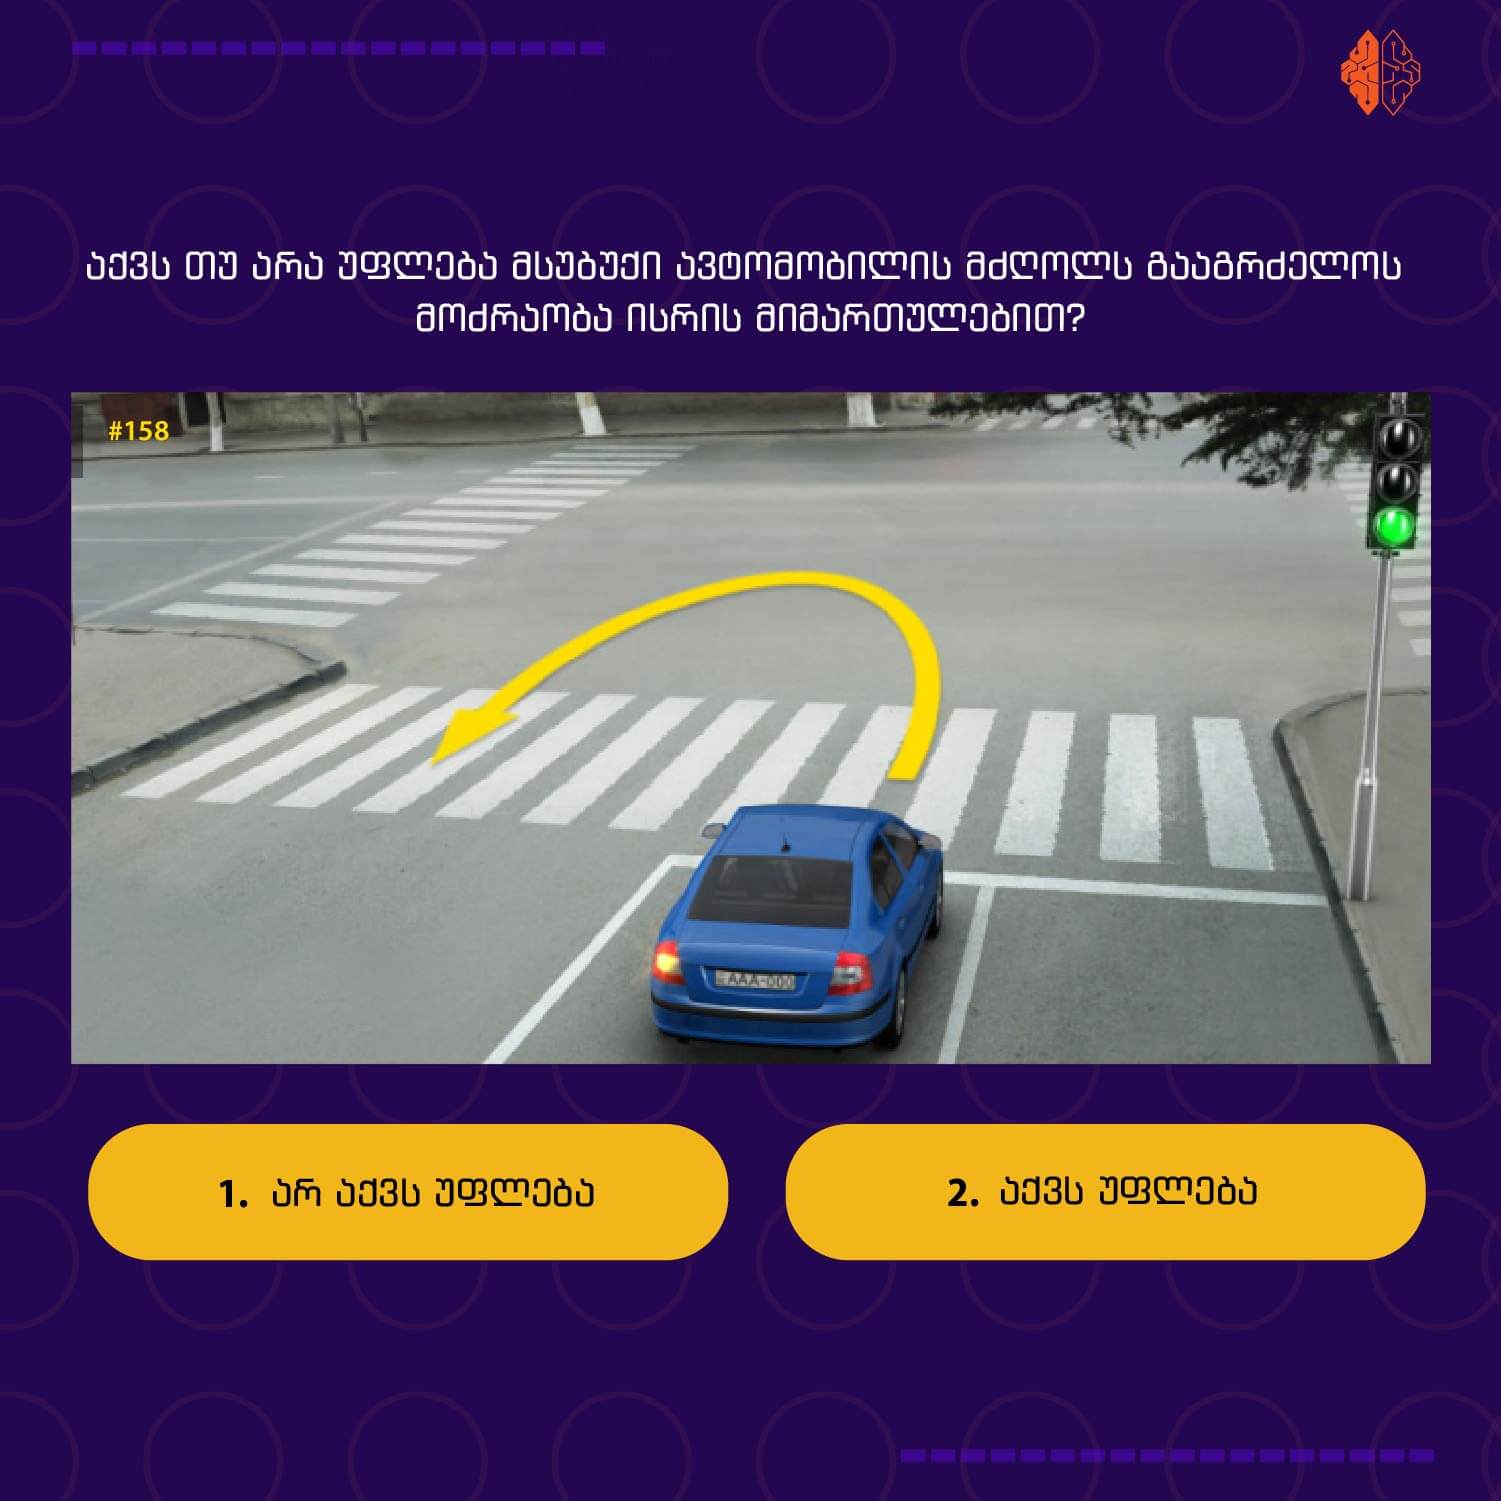 აქვს თუ არა უფლება მსუბუქი ავტომობილის მძღოლს გააგრძელოს
მოძრაობა ისრის მიმართულებით?
#158
AAA-000
1. არ აქვს უფლება
2. აქვს უფლება